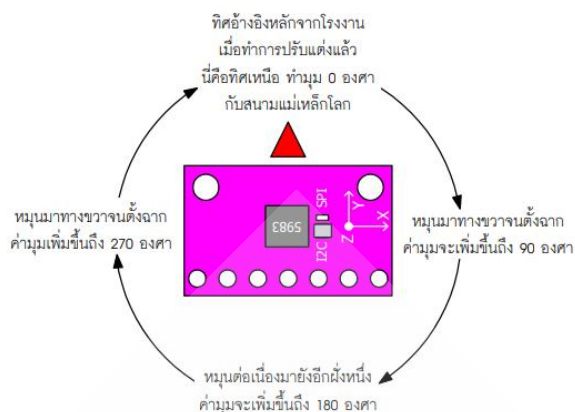 ทิศอ้างอิงหลักจากโรงงาน
เมื่อทำการปรับแต่งแล้ว
นี่คือทิศเหนือ ทำมุม 0 องศา
กับสนามแม่เหล็กโลก
หมุนมาทางขวาจนตั้งฉาก
ค่ามุมเพิ่มขึ้นถึง 270 องศา
5983
I2C SPI
X
Y
Z
หมุนมาทางขวาจนตั้งฉาก
ค่ามุมจะเพิ่มขึ้นถึง 90 องศา
หมุนต่อเนื่องมายังอีกฝั่งหนึ่ง
ค่ามุมจะเพิ่มขึ้นถึง 180 องศา